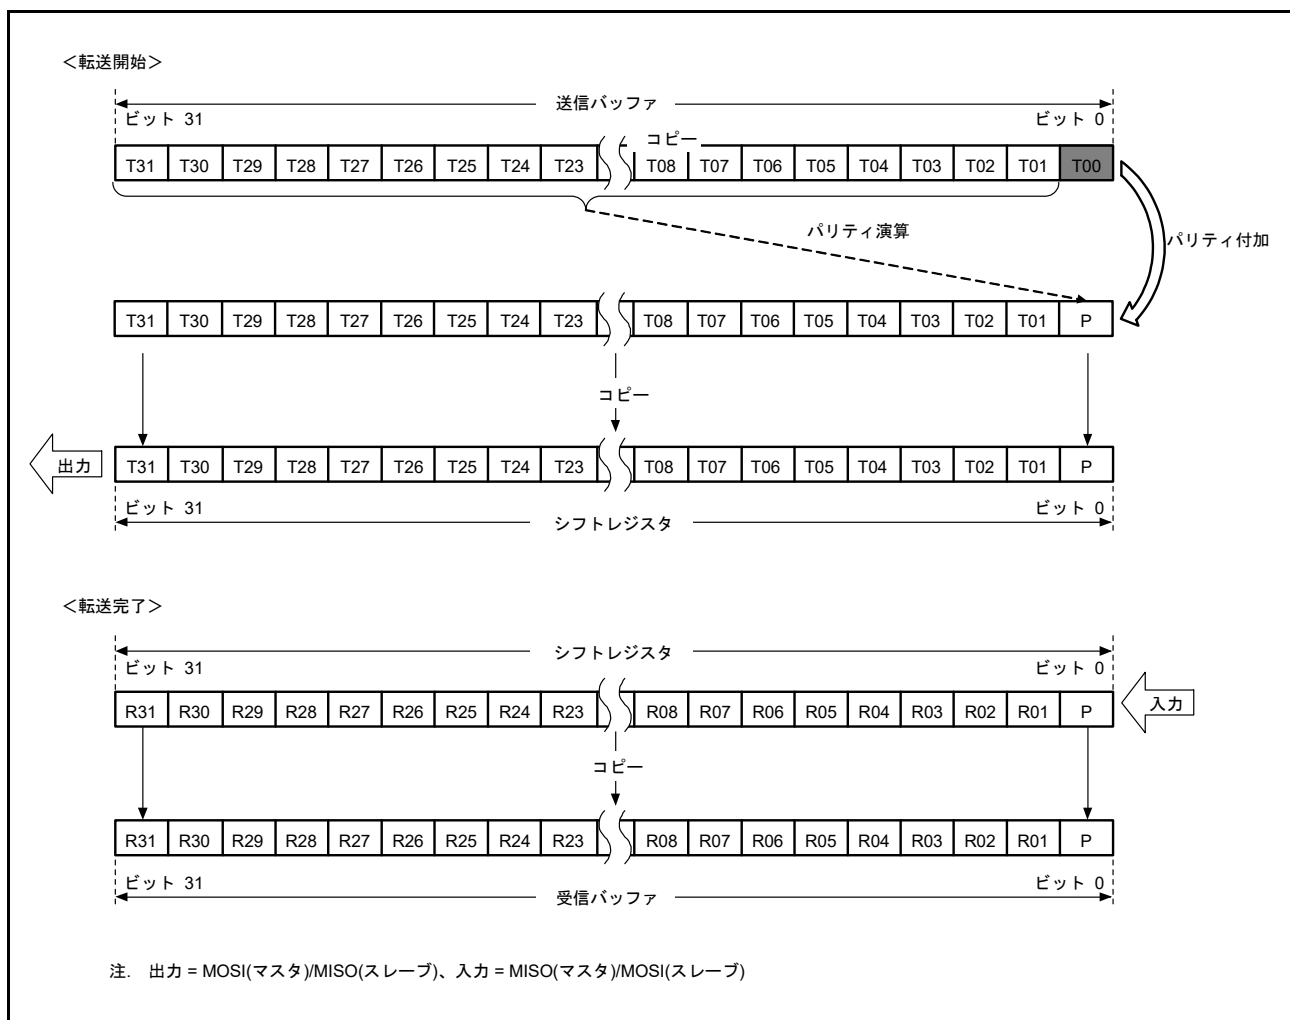 ＜転送開始＞
送信バッファ
ビット 31 ビット 0
コピー
T31 T30 T29 T28 T27 T26 T25 T24 T23 T08 T07 T06 T05 T04 T03 T02 T01 T00
パリティ演算
パリティ付加
T31 T30 T29 T28 T27 T26 T25 T24 T23 T08 T07 T06 T05 T04 T03 T02 T01 P
コピー
出力
T31 T30 T29 T28 T27 T26 T25 T24 T23 T08 T07 T06 T05 T04 T03 T02 T01 P
ビット 31 ビット 0
シフトレジスタ
＜転送完了＞
シフトレジスタ
ビット 31 ビット 0
R31 R30 R29 R28 R27 R26 R25 R24 R23 R08 R07 R06 R05 R04 R03 R02 R01 P
入力
コピー
R31 R30 R29 R28 R27 R26 R25 R24 R23 R08 R07 R06 R05 R04 R03 R02 R01 P
ビット 31 ビット 0
受信バッファ
注. 出力 = MOSI(マスタ)/MISO(スレーブ)、入力 = MISO(マスタ)/MOSI(スレーブ)